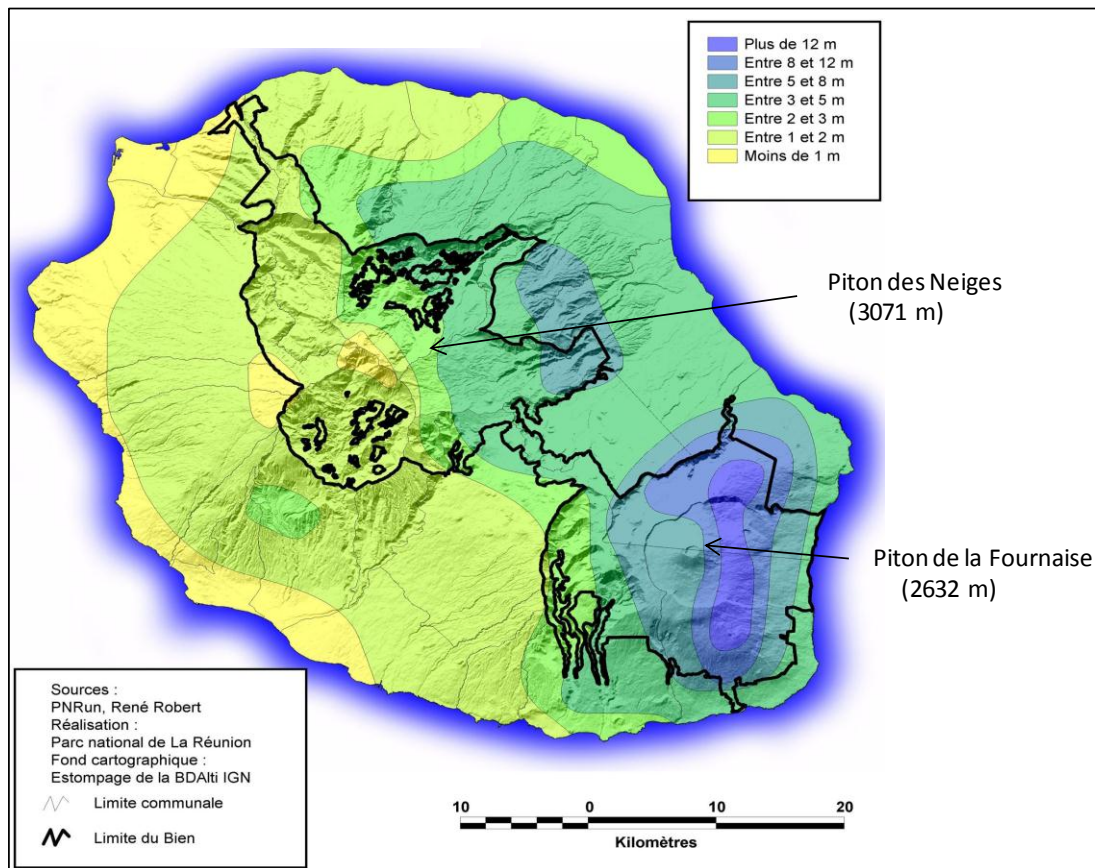 Plus de 12 m
Entre 8 et 12 m
Entre 5 et 8 m
Entre 3 et 5 m
Entre 2 et 3 m
Entre 1 et 2 m
Moins de 1 m
Piton des Neiges
(3071 m)
Piton de la Fournaise
(2632 m)
Sources :
PNRun, René Robert
Réalisation :
Parc national de La Réunion
Fond cartographique :
Estompage de la BDAlti IGN
Limite communale
Limite du Bien
10 0 10 20
Kilomètres